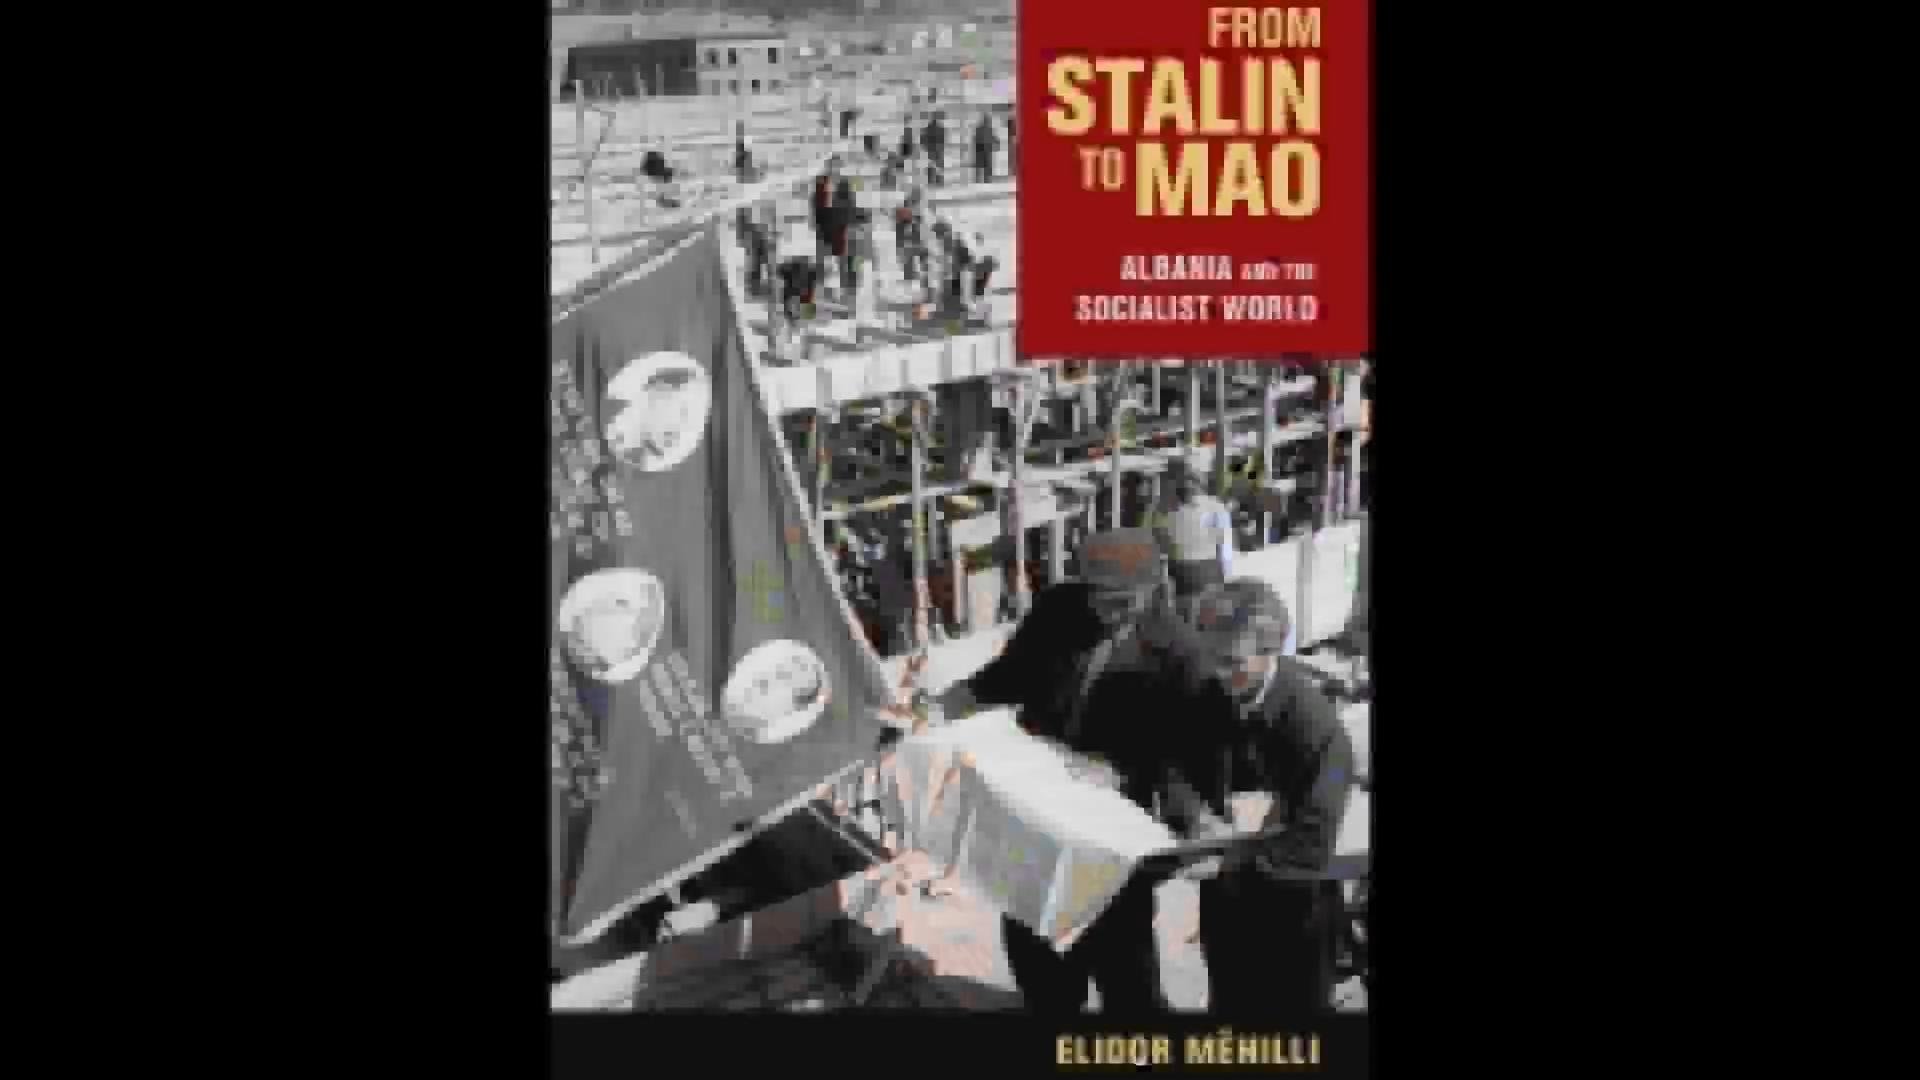 FROM
STALIN
TO MAO
ALBANIA AND THE
SOCIALIST WORLD
ELIDOR MËHILLI